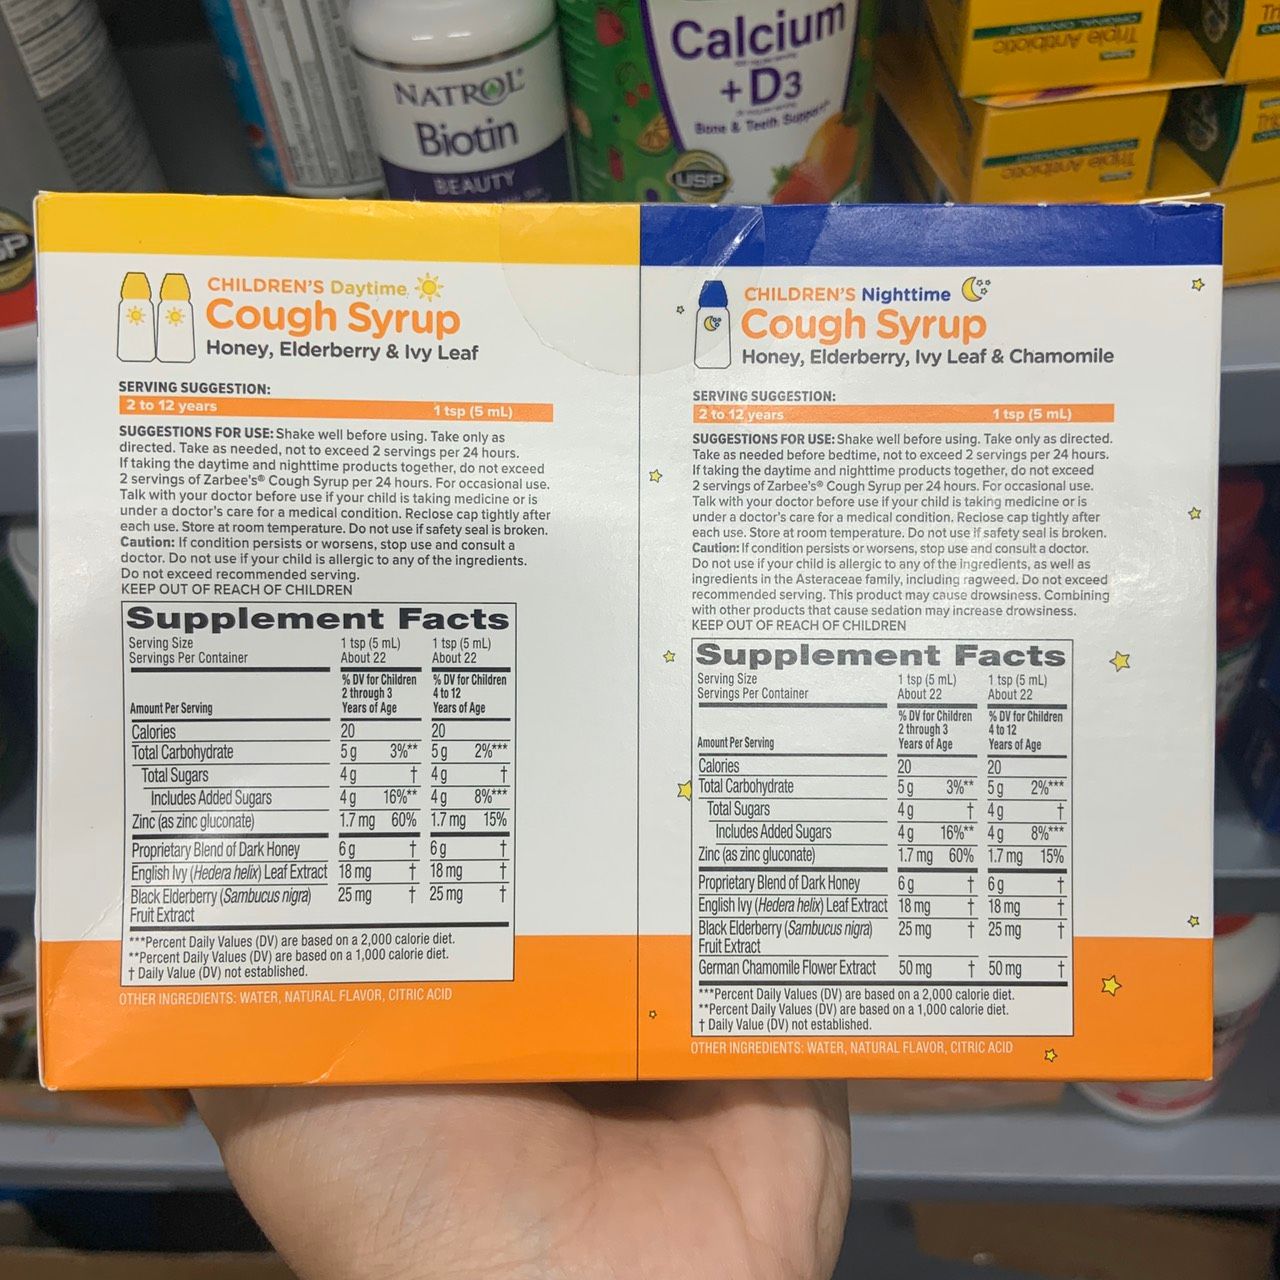 NATROL
Biotin
BEAUTY
Calcium
+D3
Bone & Teeth Support
USP
Triple Antibiotic
Triple Antibiotic
CHILDREN'S Daytime
Cough Syrup
Honey, Elderberry & Ivy Leaf
SERVING SUGGESTION:
2 to 12 years 1 tsp (5 mL)
SUGGESTIONS FOR USE: Shake well before using. Take only as
directed. Take as needed, not to exceed 2 servings per 24 hours.
If taking the daytime and nighttime products together, do not exceed
2 servings of Zarbee's® Cough Syrup per 24 hours. For occasional use.
Talk with your doctor before use if your child is taking medicine or is
under a doctor's care for a medical condition. Reclose cap tightly after
each use. Store at room temperature. Do not use if safety seal is broken.
Caution: If condition persists or worsens, stop use and consult a
doctor. Do not use if your child is allergic to any of the ingredients.
Do not exceed recommended serving.
KEEP OUT OF REACH OF CHILDREN
Supplement Facts
Serving Size 1 tsp (5 mL) 1 tsp (5 mL)
Servings Per Container About 22 About 22
% DV for Children % DV for Children
2 through 3 4 to 12
Amount Per Serving Years of Age Years of Age
Calories 20 20
Total Carbohydrate 5 g 3%** 5 g 2%***
Total Sugars 4 g † 4 g †
Includes Added Sugars 4 g 16%** 4 g 8%***
Zinc (as zinc gluconate) 1.7 mg 60% 1.7 mg 15%
Proprietary Blend of Dark Honey 6 g † 6 g †
English Ivy (Hedera helix) Leaf Extract 18 mg † 18 mg †
Black Elderberry (Sambucus nigra) 25 mg † 25 mg †
Fruit Extract
***Percent Daily Values (DV) are based on a 2,000 calorie diet.
**Percent Daily Values (DV) are based on a 1,000 calorie diet.
† Daily Value (DV) not established.
OTHER INGREDIENTS: WATER, NATURAL FLAVOR, CITRIC ACID
CHILDREN'S Nighttime
Cough Syrup
Honey, Elderberry, Ivy Leaf & Chamomile
SERVING SUGGESTION:
2 to 12 years 1 tsp (5 mL)
SUGGESTIONS FOR USE: Shake well before using. Take only as directed.
Take as needed before bedtime, not to exceed 2 servings per 24 hours.
If taking the daytime and nighttime products together, do not exceed
2 servings of Zarbee's® Cough Syrup per 24 hours. For occasional use.
Talk with your doctor before use if your child is taking medicine or is
under a doctor's care for a medical condition. Reclose cap tightly after
each use. Store at room temperature. Do not use if safety seal is broken.
Caution: If condition persists or worsens, stop use and consult a doctor.
Do not use if your child is allergic to any of the ingredients, as well as
ingredients in the Asteraceae family, including ragweed. Do not exceed
recommended serving. This product may cause drowsiness. Combining
with other products that cause sedation may increase drowsiness.
KEEP OUT OF REACH OF CHILDREN
Supplement Facts
Serving Size 1 tsp (5 mL) 1 tsp (5 mL)
Servings Per Container About 22 About 22
% DV for Children % DV for Children
2 through 3 4 to 12
Amount Per Serving Years of Age Years of Age
Calories 20 20
Total Carbohydrate 5 g 3%** 5 g 2%***
Total Sugars 4 g † 4 g †
Includes Added Sugars 4 g 16%** 4 g 8%***
Zinc (as zinc gluconate) 1.7 mg 60% 1.7 mg 15%
Proprietary Blend of Dark Honey 6 g † 6 g †
English Ivy (Hedera helix) Leaf Extract 18 mg † 18 mg †
Black Elderberry (Sambucus nigra) 25 mg † 25 mg †
Fruit Extract
German Chamomile Flower Extract 50 mg † 50 mg †
***Percent Daily Values (DV) are based on a 2,000 calorie diet.
**Percent Daily Values (DV) are based on a 1,000 calorie diet.
† Daily Value (DV) not established.
OTHER INGREDIENTS: WATER, NATURAL FLAVOR, CITRIC ACID